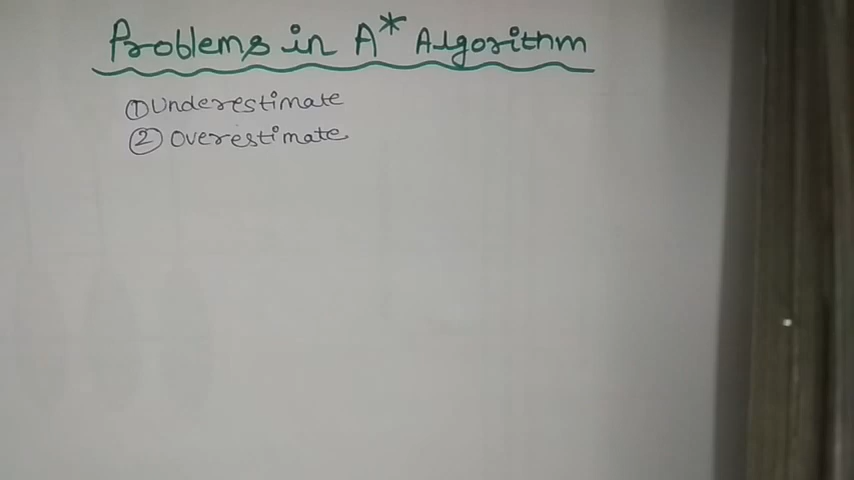 Problems in A* Algorithm
① Underestimate
② Overestimate